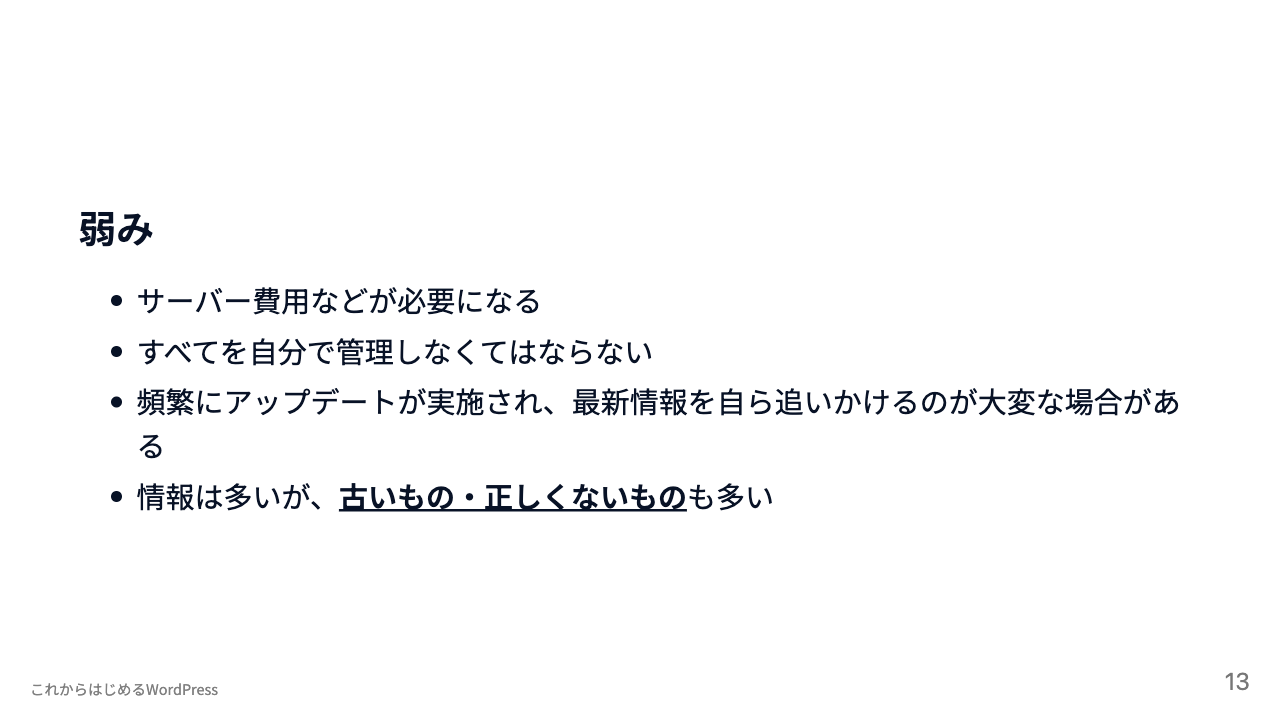 弱み
サーバー費用などが必要になる
すべてを自分で管理しなくてはならない
頻繁にアップデートが実施され、最新情報を自ら追いかけるのが大変な場合があ
る
情報は多いが、古いもの・正しくないものも多い
これからはじめるWordPress
13